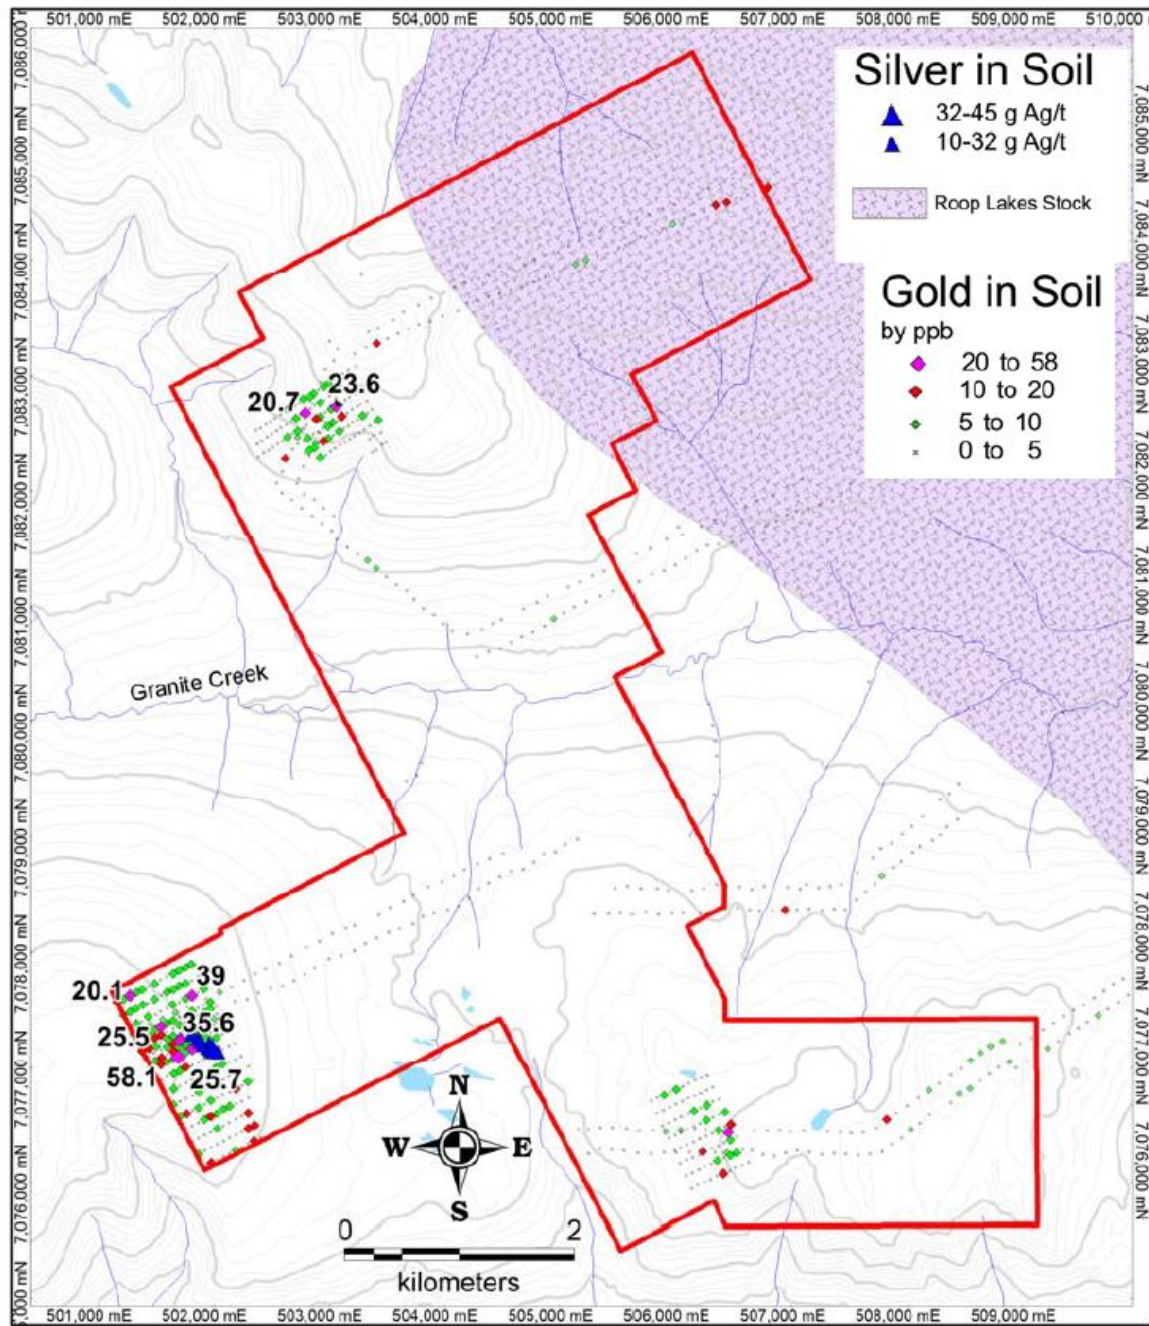 501,000 mE 502,000 mE 503,000 mE 504,000 mE 505,000 mE 506,000 mE 507,000 mE 508,000 mE 509,000 mE 510,000 m
7,086,000 m
7,085,000 mN
7,084,000 mN
7,083,000 mN
7,082,000 mN
7,081,000 mN
7,080,000 mN
7,079,000 mN
7,078,000 mN
7,077,000 mN
7,076,000 mN
Silver in Soil
32-45 g Ag/t
10-32 g Ag/t
Roop Lakes Stock
Gold in Soil
by ppb
20 to 58
10 to 20
5 to 10
0 to 5
23.6
20.7
Granite Creek
39
20.1
35.6
25.5
58.1
25.7
N
W E
S
0 2
kilometers
7,085,000 mN
7,084,000 mN
7,083,000 mN
7,082,000 mN
7,081,000 mN
7,080,000 mN
7,079,000 mN
7,078,000 mN
7,077,000 mN
7,076,000 mN
501,000 mE 502,000 mE 503,000 mE 504,000 mE 505,000 mE 506,000 mE 507,000 mE 508,000 mE 509,000 mE